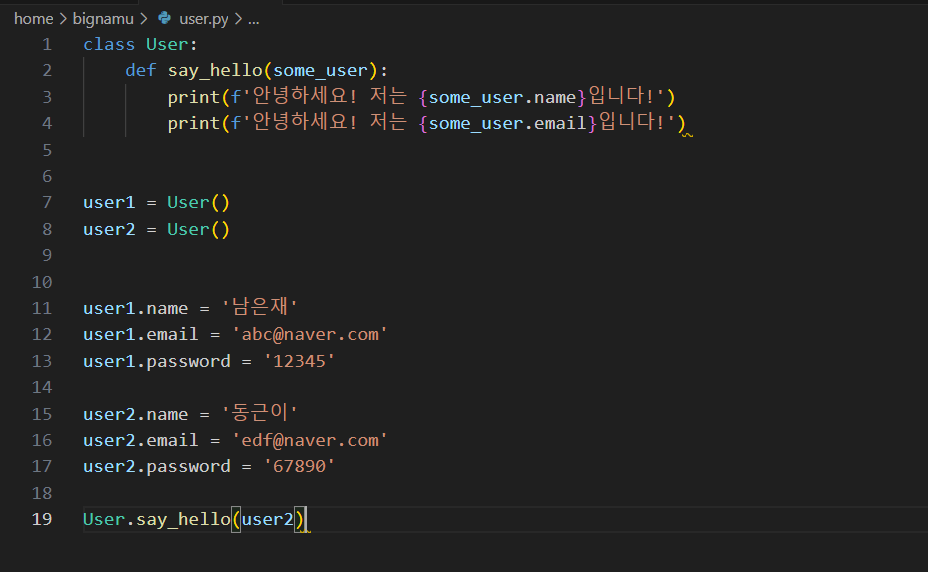 home > bignamu > user.py > ...
1 class User:
2     def say_hello(some_user):
3         print(f'안녕하세요! 저는 {some_user.name}입니다!')
4         print(f'안녕하세요! 저는 {some_user.email}입니다!')
5
6
7 user1 = User()
8 user2 = User()
9
10
11 user1.name = '남은재'
12 user1.email = 'abc@naver.com'
13 user1.password = '12345'
14
15 user2.name = '동근이'
16 user2.email = 'edf@naver.com'
17 user2.password = '67890'
18
19 User.say_hello(user2)